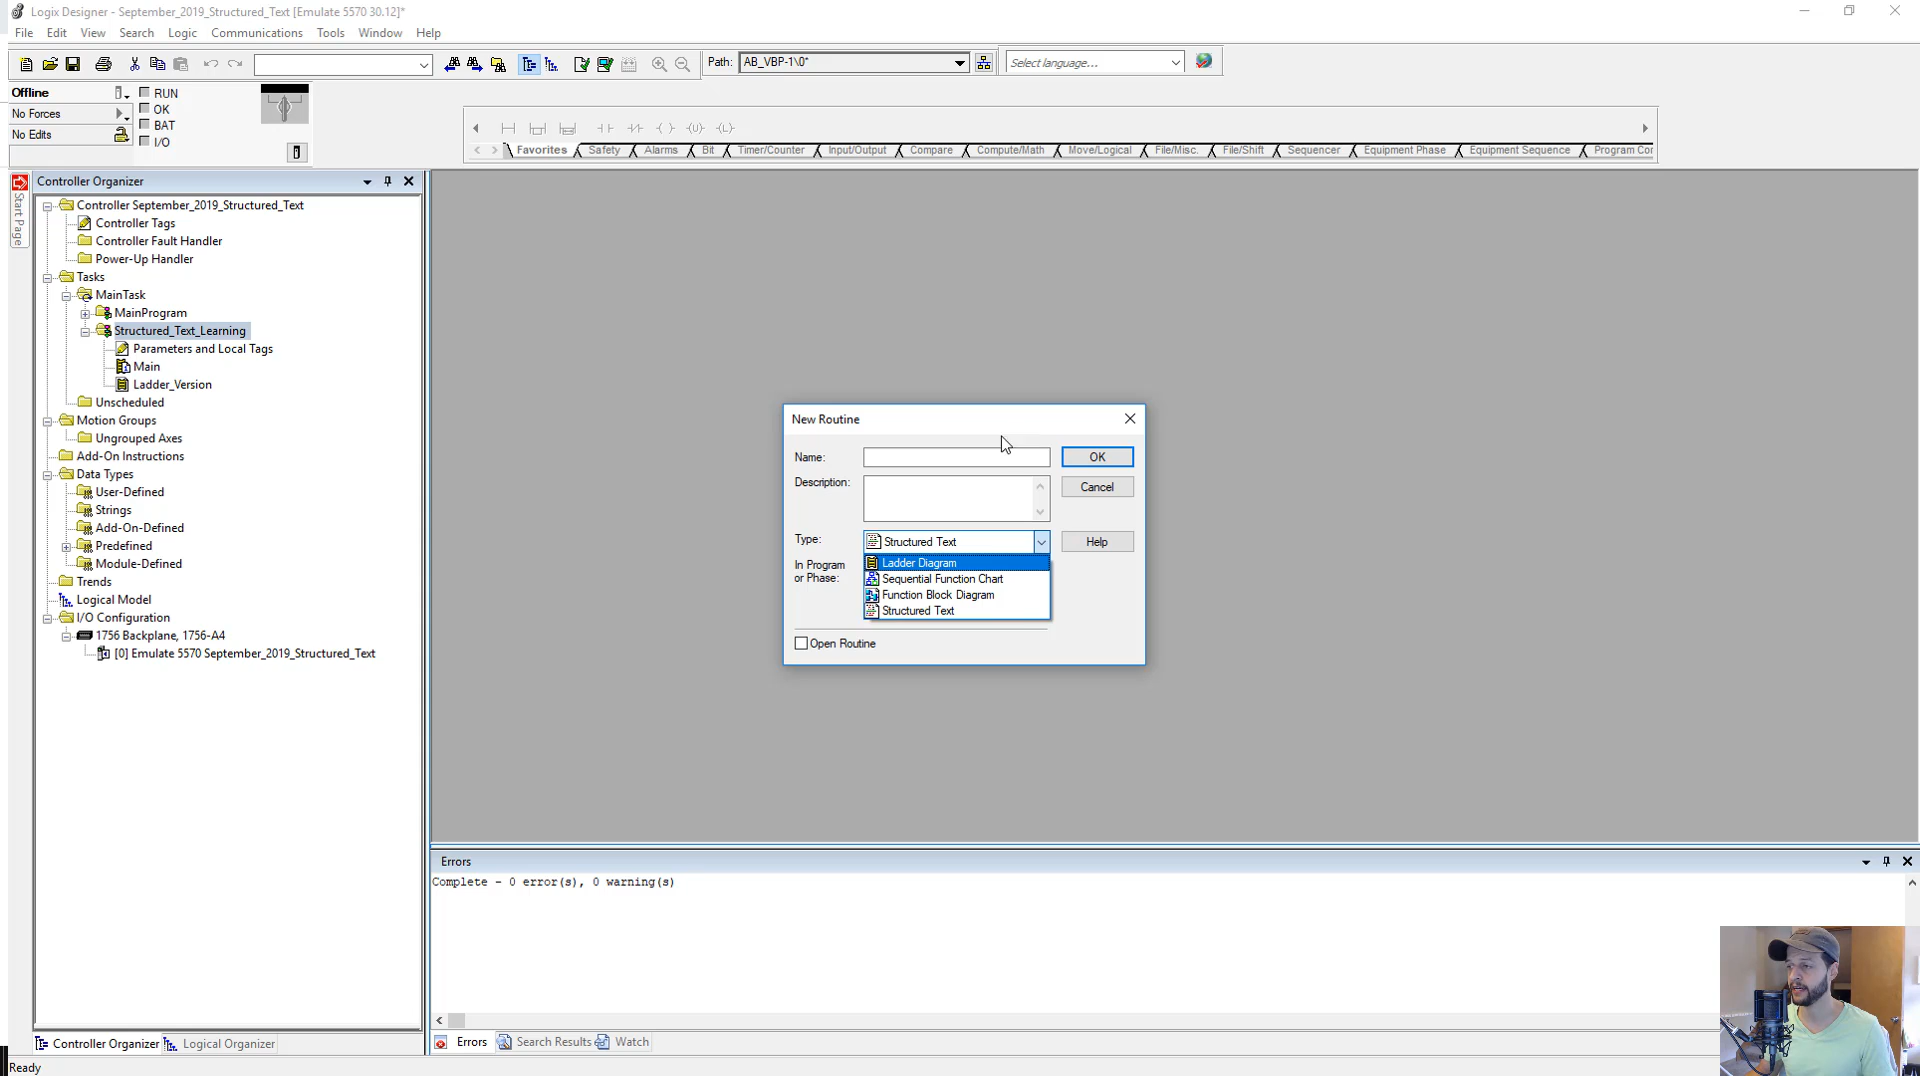 Logix Designer - September_2019_Structured_Text [Emulate 5570 30.12]*
File Edit View Search Logic Communications Tools Window Help
Path: AB_VBP-1\0*
Select language...
Offline
No Forces
No Edits
RUN
OK
BAT
I/O
Favorites Safety Alarms Bit Timer/Counter Input/Output Compare Compute/Math Move/Logical File/Misc. File/Shift Sequencer Equipment Phase Equipment Sequence Program Cor
Start Page
Controller Organizer
Controller September_2019_Structured_Text
Controller Tags
Controller Fault Handler
Power-Up Handler
Tasks
MainTask
MainProgram
Structured_Text_Learning
Parameters and Local Tags
Main
Ladder_Version
Unscheduled
Motion Groups
Ungrouped Axes
Add-On Instructions
Data Types
User-Defined
Strings
Add-On-Defined
Predefined
Module-Defined
Trends
Logical Model
I/O Configuration
1756 Backplane, 1756-A4
[0] Emulate 5570 September_2019_Structured_Text
Controller Organizer
Logical Organizer
New Routine
Name:
OK
Description:
Cancel
Type:
Structured Text
Help
In Program
or Phase:
Ladder Diagram
Sequential Function Chart
Function Block Diagram
Structured Text
Open Routine
Errors
Complete - 0 error(s), 0 warning(s)
Errors
Search Results
Watch
Ready